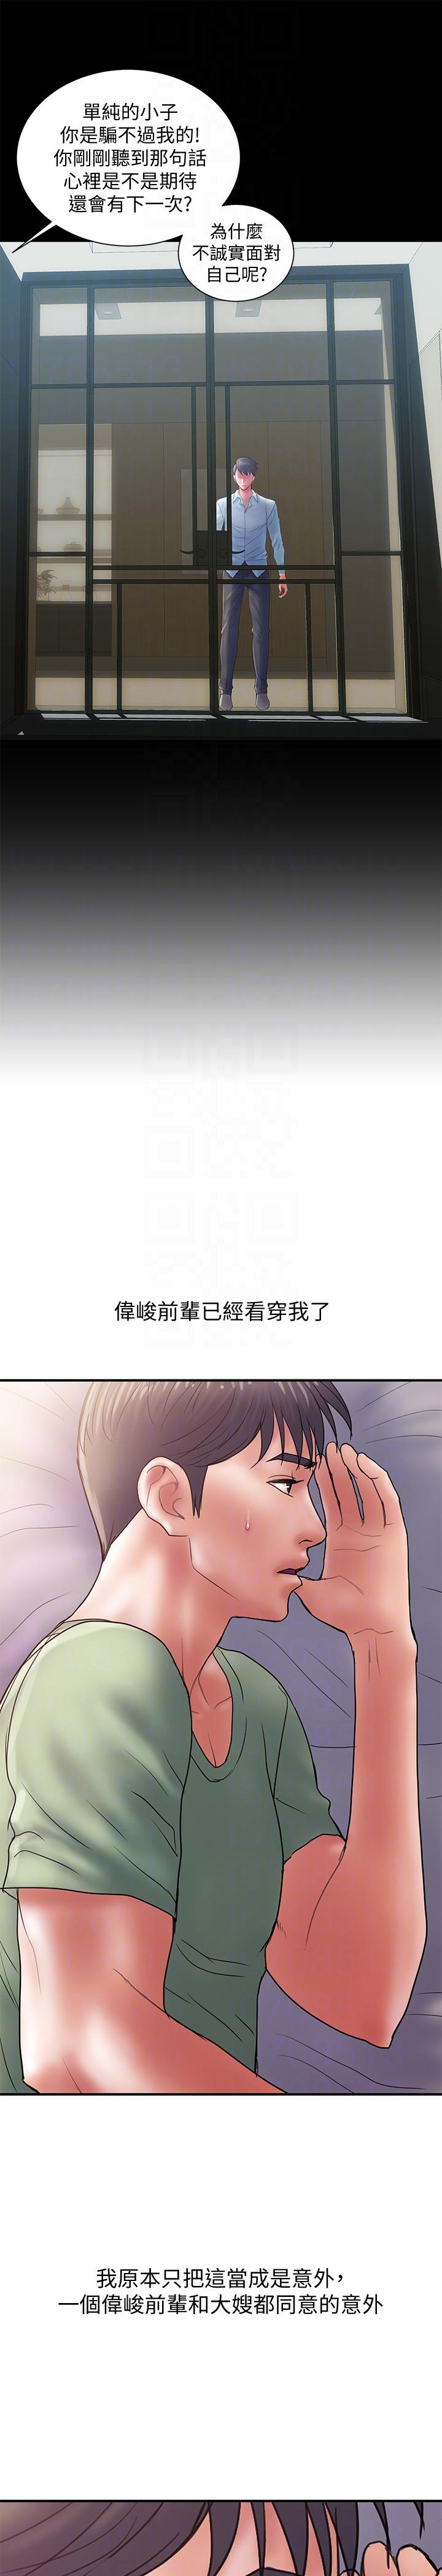 單純的小子
你是騙不過我的!
你剛剛聽到那句話
心裡是不是期待
還會有下一次?
為什麼
不誠實面對
自己呢?
偉峻前輩已經看穿我了
我原本只把這當成是意外，
一個偉峻前輩和大嫂都同意的意外